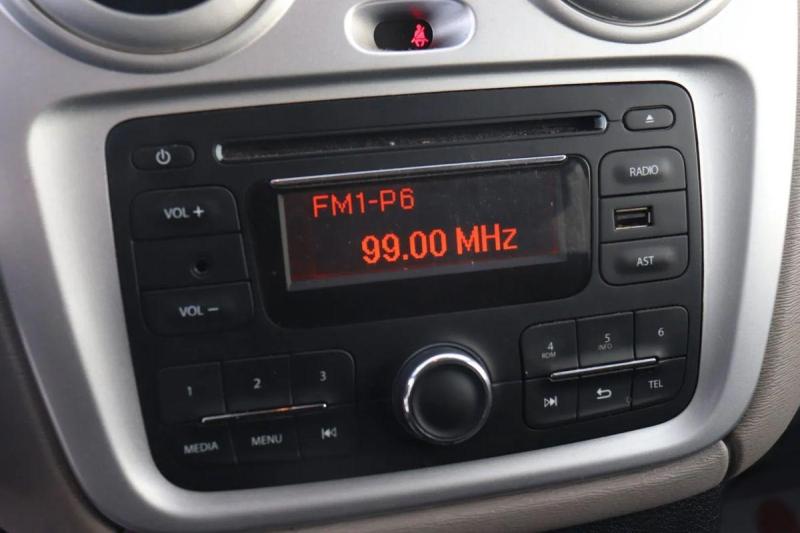 FM1-P6
99.00 MHz
VOL +
VOL −
RADIO
AST
1
2
3
MEDIA
MENU
4
RDM
5
INFO
6
TEL